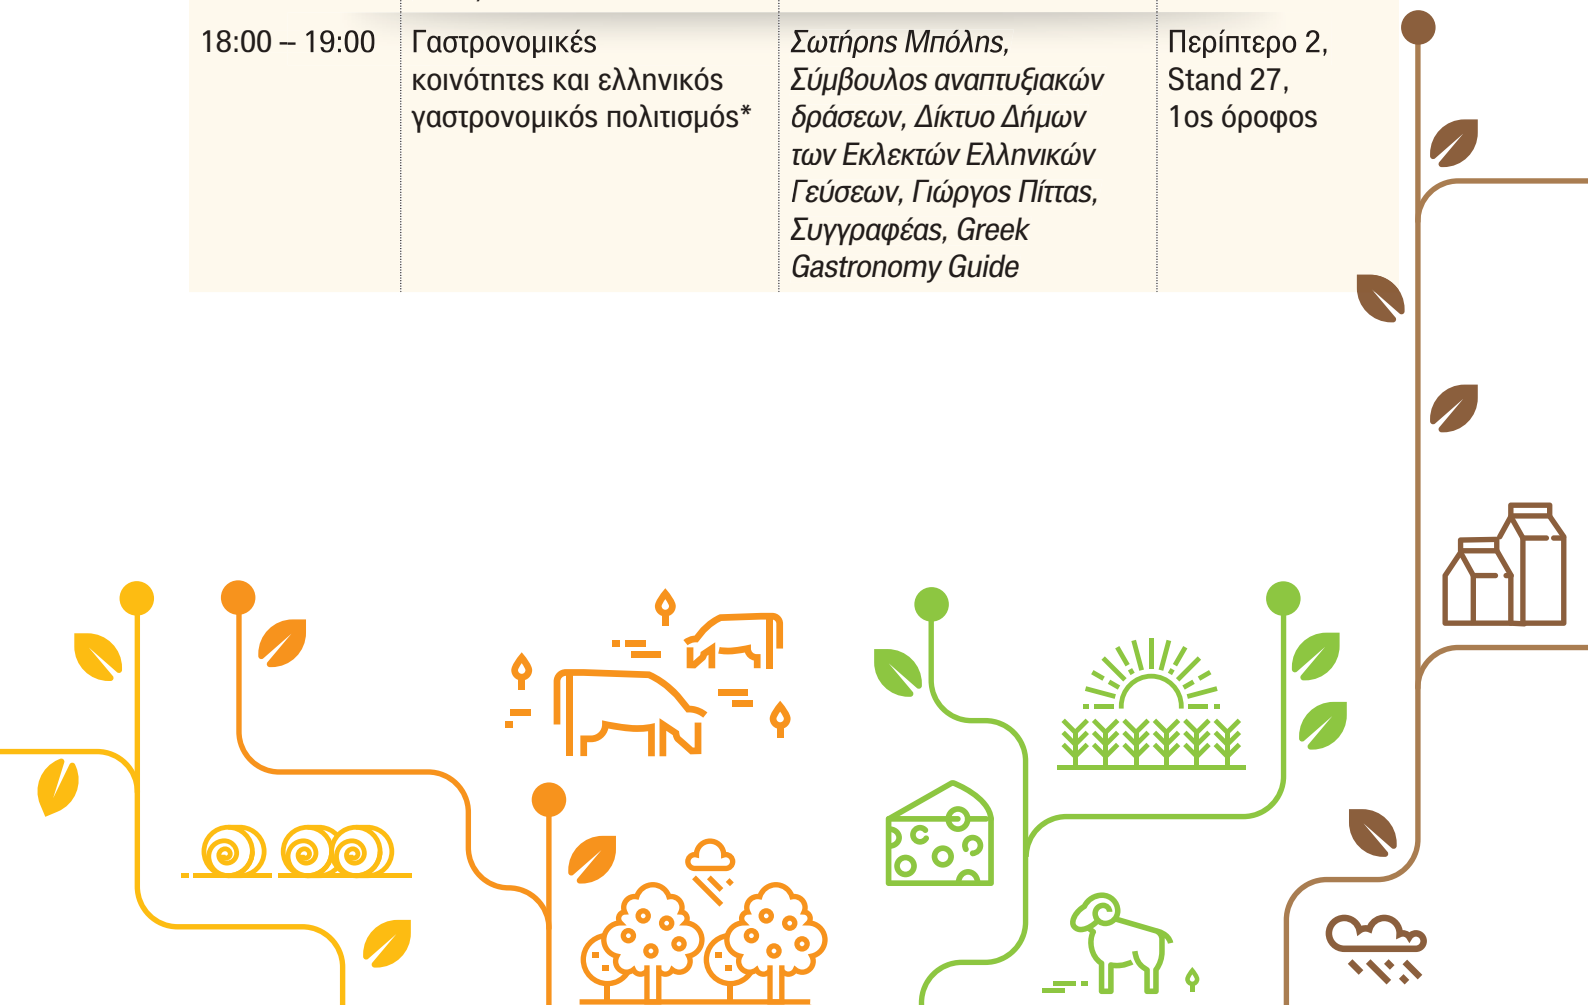 18:00 – 19:00
Γαστρονομικές
κοινότητες και ελληνικός
γαστρονομικός πολιτισμός*
Σωτήρης Μπόλης,
Σύμβουλος αναπτυξιακών
δράσεων, Δίκτυο Δήμων
των Εκλεκτών Ελληνικών
Γεύσεων, Γιώργος Πίττας,
Συγγραφέας, Greek
Gastronomy Guide
Περίπτερο 2,
Stand 27,
1ος όροφος